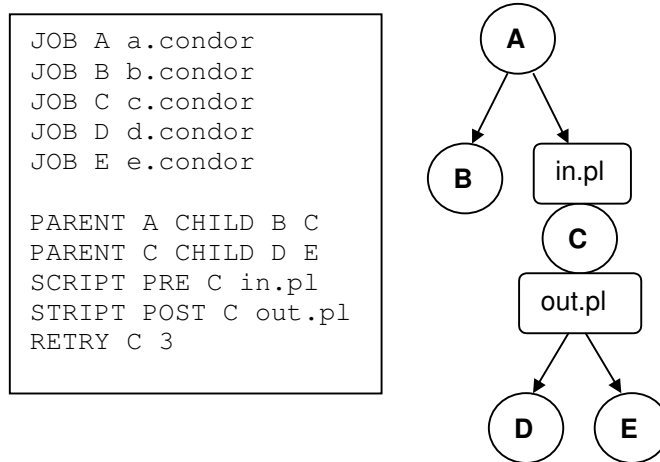 JOB A a.condor
JOB B b.condor
JOB C c.condor
JOB D d.condor
JOB E e.condor
PARENT A CHILD B C
PARENT C CHILD D E
SCRIPT PRE C in.pl
STRIPT POST C out.pl
RETRY C 3
A
B
in.pl
C
out.pl
D
E